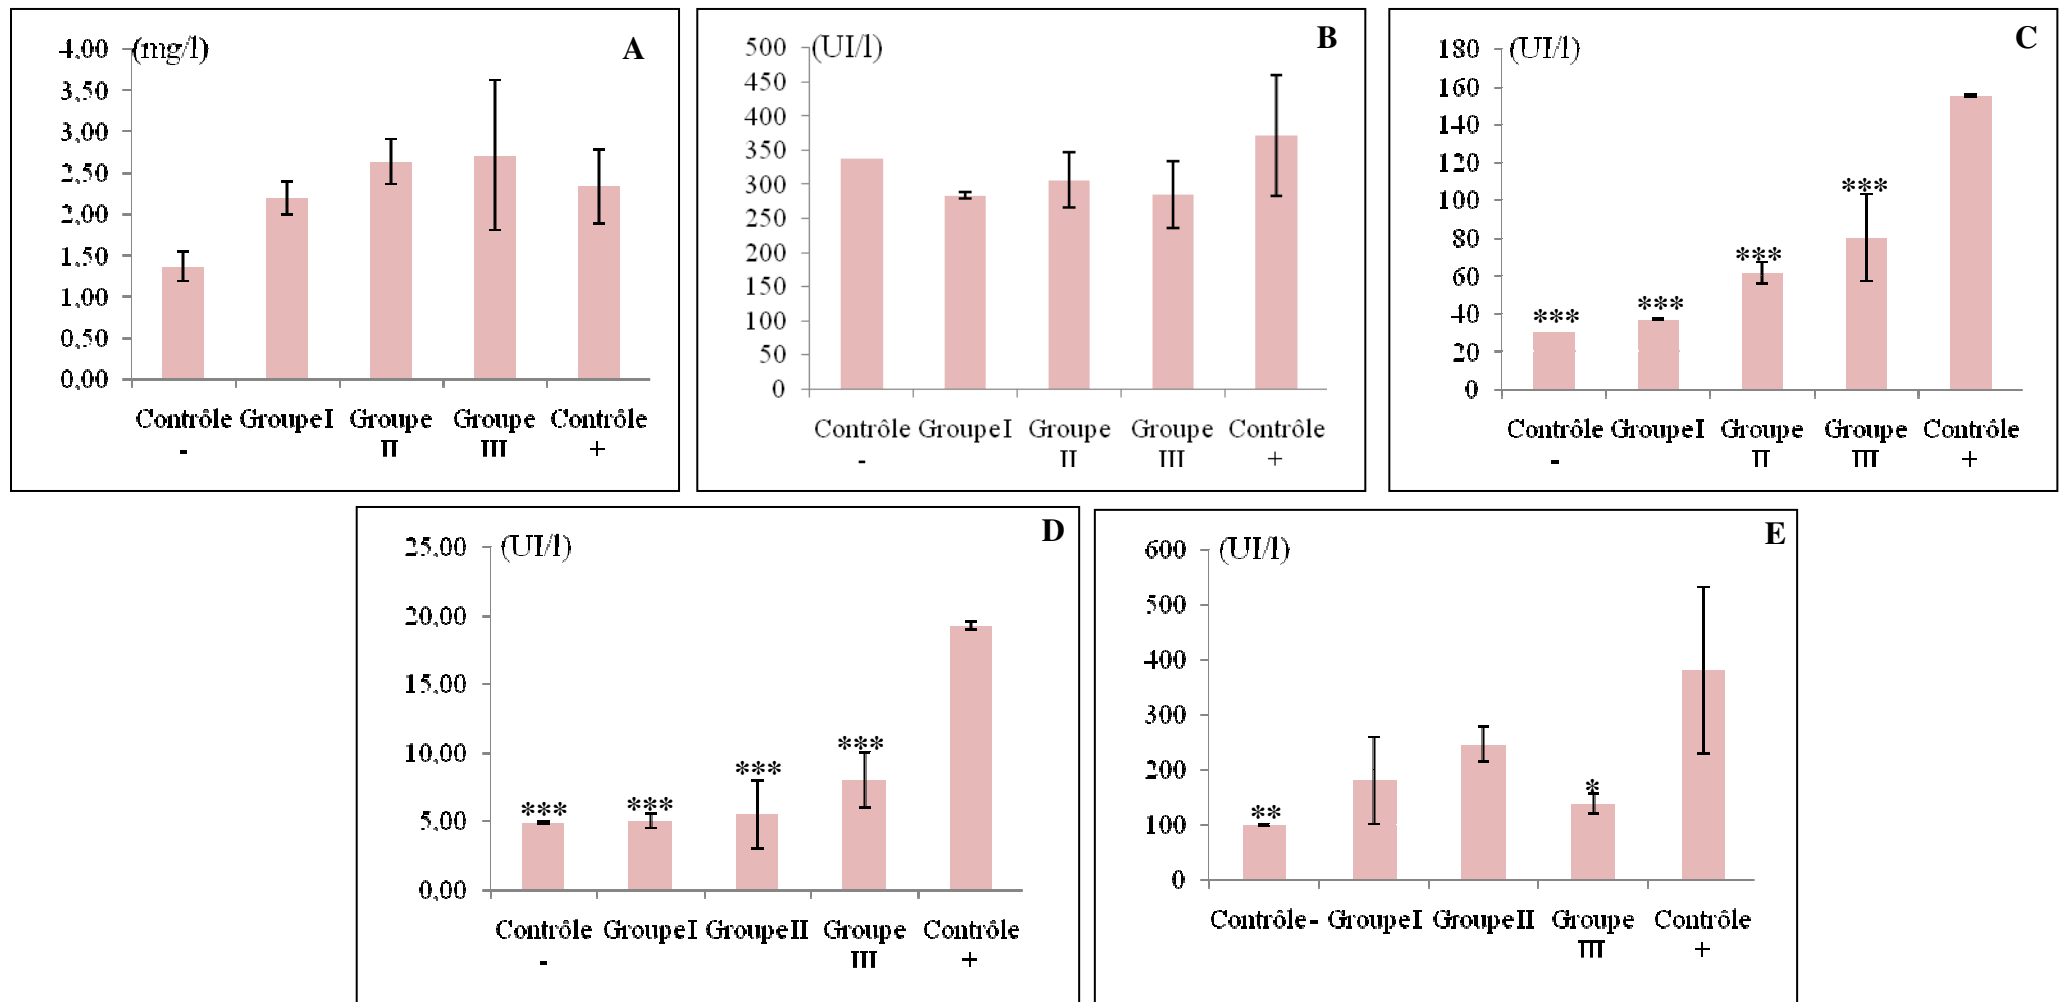 (mg/l)
A
4,00
3,50
3,00
2,50
2,00
1,50
1,00
0,50
0,00
Contrôle Groupe I Groupe Groupe Contrôle
- II III +
(UI/l)
B
500
450
400
350
300
250
200
150
100
50
0
Contrôle Groupe I Groupe Groupe Contrôle
- II III +
(UI/l)
C
180
160
140
120
100
80
60
40
20
0
***
***
***
***
Contrôle Groupe I Groupe Groupe Contrôle
- II III +
(UI/l)
D
25,00
20,00
15,00
10,00
5,00
0,00
***
***
***
***
Contrôle Groupe I Groupe II Groupe Contrôle
- III +
(UI/l)
E
600
500
400
300
200
100
0
**
*
Contrôle - Groupe I Groupe II Groupe Contrôle
III +